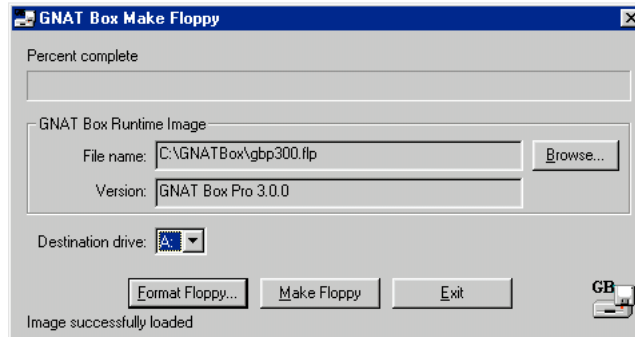 GNAT Box Make Floppy
Percent complete
GNAT Box Runtime Image
File name: C:\GNATBox\gbp300.flp Browse...
Version: GNAT Box Pro 3.0.0
Destination drive: A:
Format Floppy... Make Floppy Exit
GB
Image successfully loaded